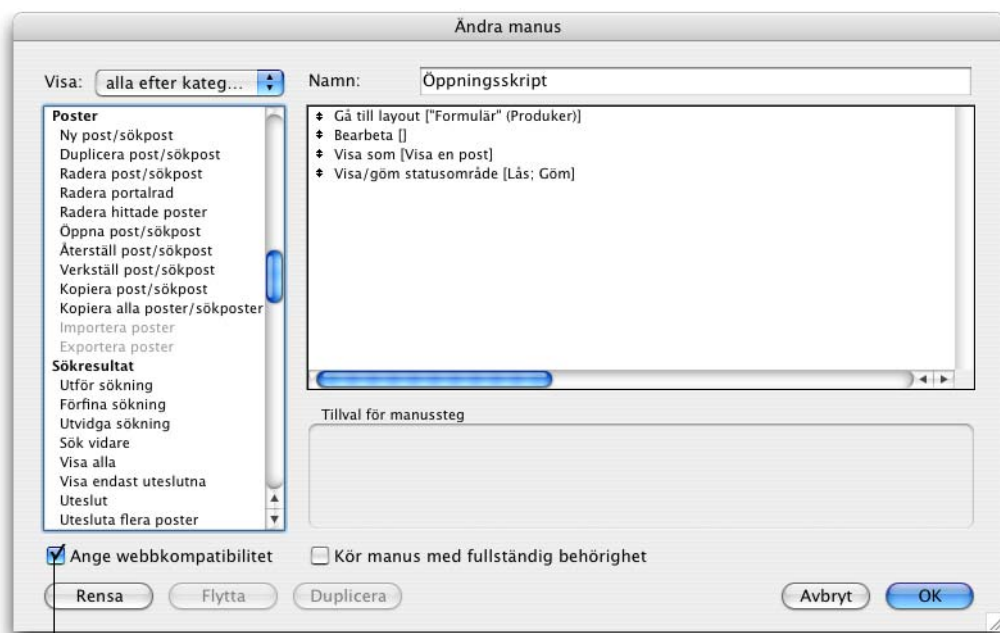 Ändra manus
Visa: alla efter kateg...
Namn: Öppningsskript
Poster
Ny post/sökpost
Duplicera post/sökpost
Radera post/sökpost
Radera portalrad
Radera hittade poster
Öppna post/sökpost
Återställ post/sökpost
Verkställ post/sökpost
Kopiera post/sökpost
Kopiera alla poster/sökposter
Importera poster
Exportera poster
Sökresultat
Utför sökning
Förfina sökning
Utvidga sökning
Sök vidare
Visa alla
Visa endast uteslutna
Uteslut
Utesluta flera poster
Gå till layout ["Formulär" (Produker)]
Bearbeta []
Visa som [Visa en post]
Visa/göm statusområde [Lås; Göm]
Tillval för manussteg
Ange webbkompatibilitet
Kör manus med fullständig behörighet
Rensa
Flytta
Duplicera
Avbryt
OK